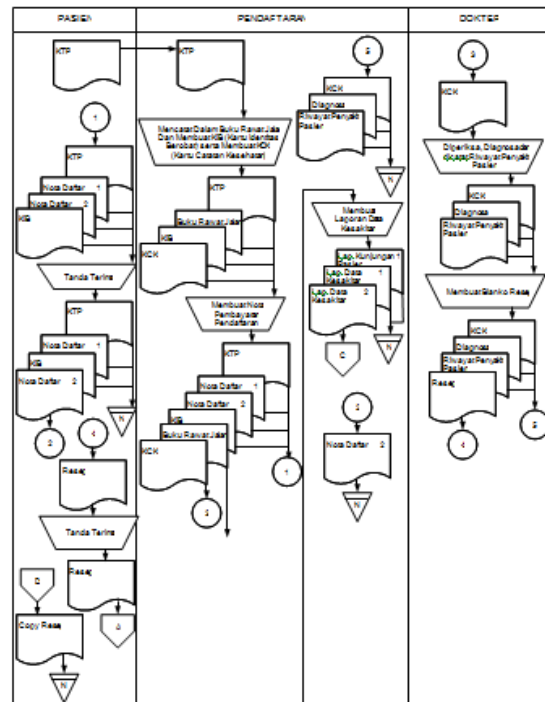 PASIEN
PENDAFTARAN
DOKTER
KTP
1
KTP
Nota Daftar 1
Nota Daftar 2
KIB
Tanda Terima
KTP
Nota Daftar 1
KIB
Nota Daftar 2
N
2
4
Resep
Tanda Terima
Resep
Copy Resep
N
KTP
Mencatat Dalam Buku Rawat Jalan
Dan Membuat KIB (Kartu Identitas
Berobat) serta Membuat KCK
(Kartu Catatan Kesehatan)
KTP
Buku Rawat Jalan
KIB
KCK
Membuat Nota
Pembayaran
Pendaftaran
KTP
Nota Daftar 1
Nota Daftar 2
KIB
Buku Rawat Jalan
KCK
1
5
KCK
Diagnosa
Riwayat Penyakit
Pasien
N
Membuat
Laporan Data
Kesakitan
Lap. Kunjungan 1
Pasien
Lap. Data 1
Kesakitan
Lap. Data 2
Kesakitan
N
C
Nota Daftar 2
N
KCK
Diperiksa, Diagnosa dan
Riwayat Penyakit
Pasien
KCK
Diagnosa
Riwayat Penyakit
Pasien
Membuat Blanko Resep
KCK
Diagnosa
Riwayat Penyakit
Pasien
Resep
4
5